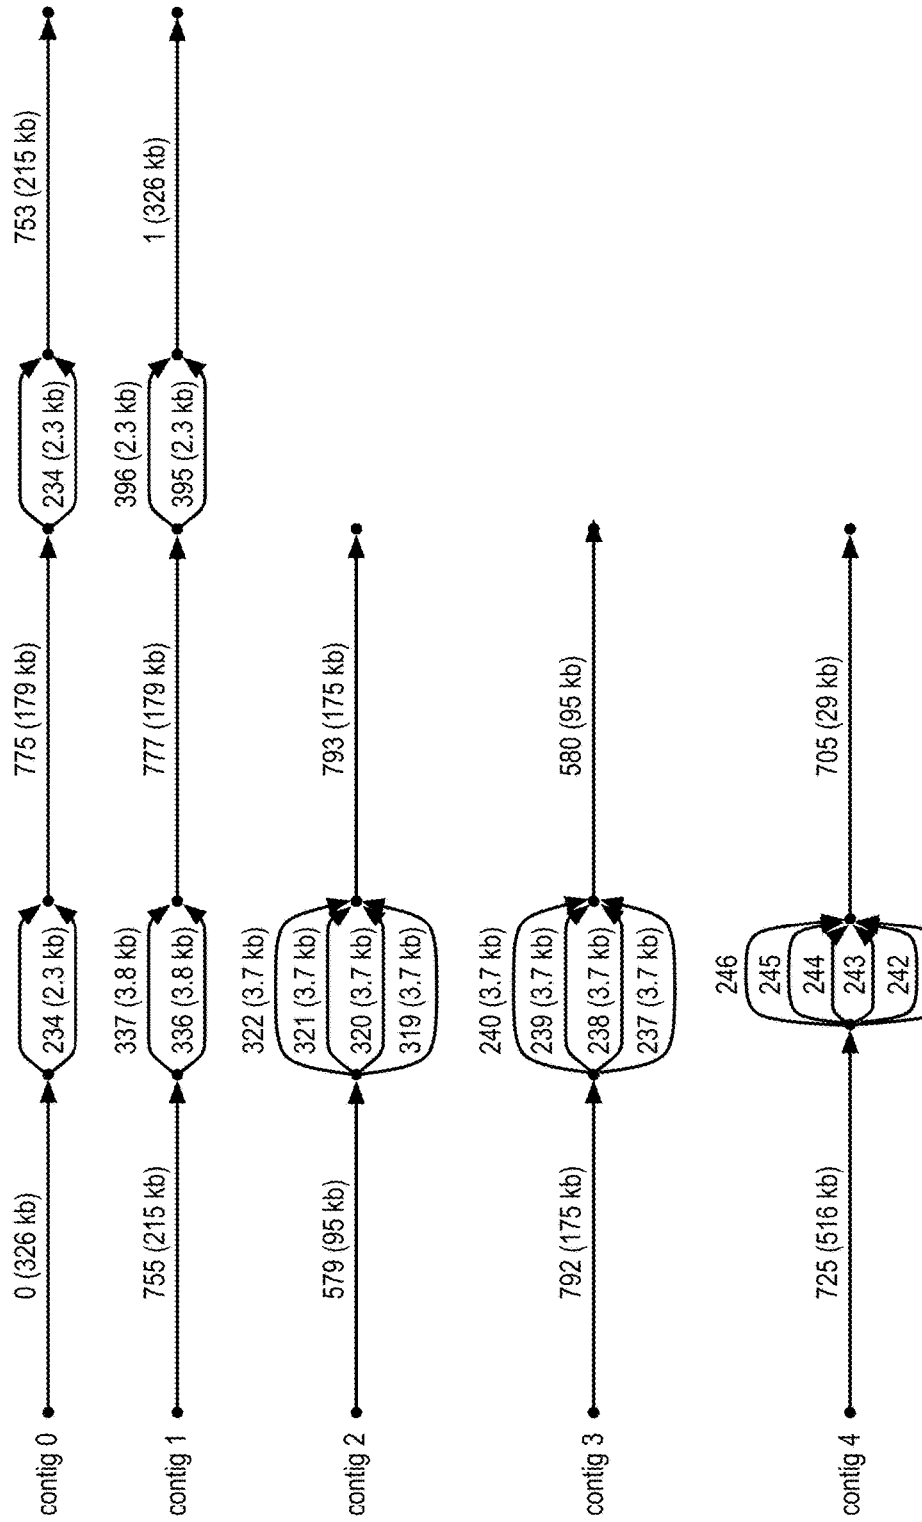 contig 0
0 (326 kb)
234 (2.3 kb)
775 (179 kb)
234 (2.3 kb)
753 (215 kb)
contig 1
755 (215 kb)
337 (3.8 kb)
336 (3.8 kb)
777 (179 kb)
396 (2.3 kb)
395 (2.3 kb)
1 (326 kb)
contig 2
579 (95 kb)
322 (3.7 kb)
321 (3.7 kb)
320 (3.7 kb)
319 (3.7 kb)
793 (175 kb)
contig 3
792 (175 kb)
240 (3.7 kb)
239 (3.7 kb)
238 (3.7 kb)
237 (3.7 kb)
580 (95 kb)
contig 4
725 (516 kb)
246
245
244
243
242
705 (29 kb)